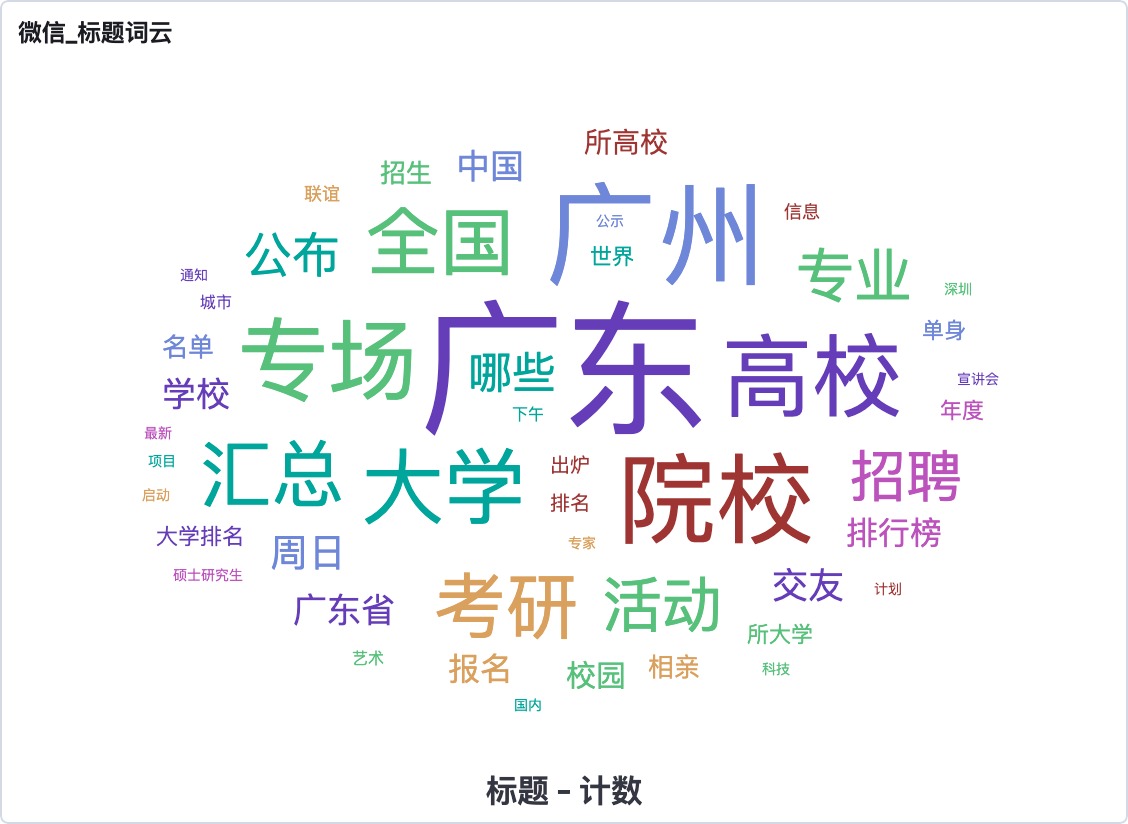 微信_标题词云
所高校
招生 中国
联谊 广州 公示 信息
公布 全国 世界
通知 专业 深圳
城市
名单 专场 广东 哪些 高校 单身
学校 宣讲会
下午 年度
最新
项目 汇总 大学 出炉 院校 招聘
启动 排名
大学排名 周日 专家 排行榜
硕士研究生 交友 计划
广东省 考研 活动
所大学
艺术 报名 校园 相亲 科技
国内
标题 – 计数